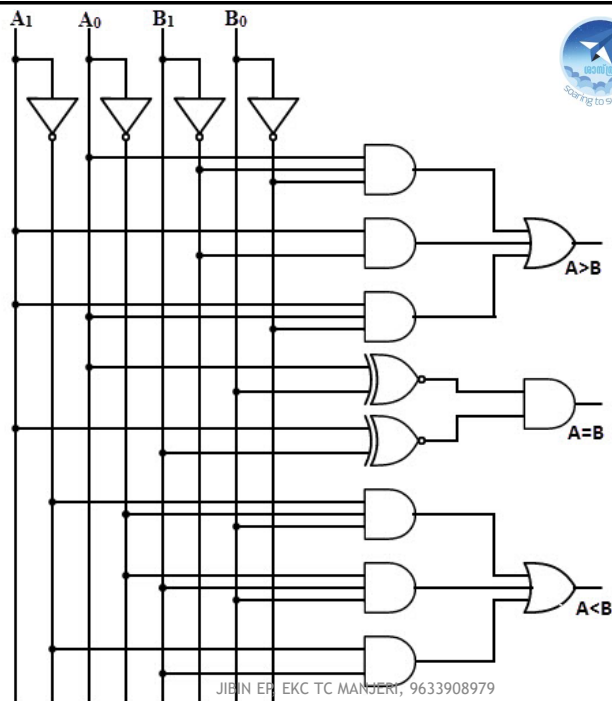 A1 A0 B1 B0
A>B
A=B
A<B
JIBIN EP, EKC TC MANJERI, 9633908979